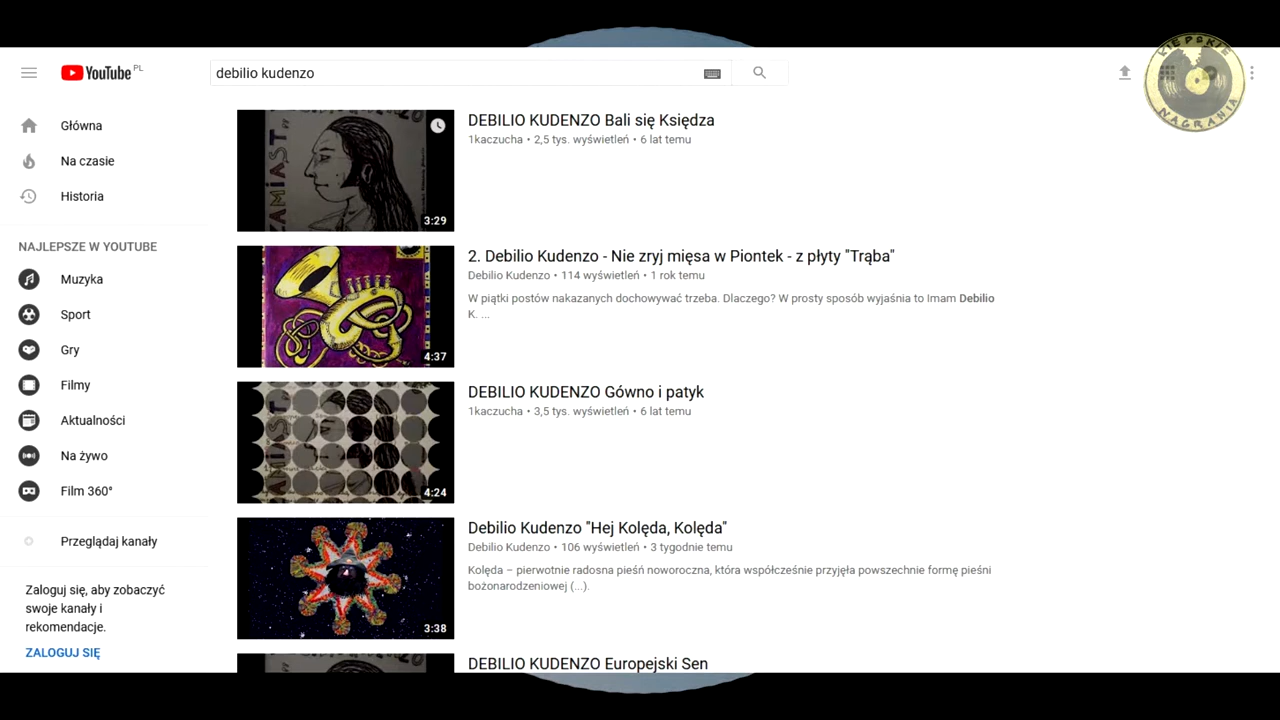 KIEPSKIE
NAGRANIA
YouTube PL
debilio kudenzo
Główna
Na czasie
Historia
NAJLEPSZE W YOUTUBE
Muzyka
Sport
Gry
Filmy
Aktualności
Na żywo
Film 360°
Przeglądaj kanały
Zaloguj się, aby zobaczyć
swoje kanały i
rekomendacje.
ZALOGUJ SIĘ
ZAMiAST
3:29
DEBILIO KUDENZO Bali się Księdza
1kaczucha • 2,5 tys. wyświetleń • 6 lat temu
4:37
2. Debilio Kudenzo - Nie zryj mięsa w Piontek - z płyty "Trąba"
Debilio Kudenzo • 114 wyświetleń • 1 rok temu
W piątki postów nakazanych dochowywać trzeba. Dlaczego? W prosty sposób wyjaśnia to Imam Debilio
K. ...
4:24
DEBILIO KUDENZO Gówno i patyk
1kaczucha • 3,5 tys. wyświetleń • 6 lat temu
3:38
Debilio Kudenzo "Hej Kolęda, Kolęda"
Debilio Kudenzo • 106 wyświetleń • 3 tygodnie temu
Kolęda – pierwotnie radosna pieśń noworoczna, która współcześnie przyjęła powszechnie formę pieśni
bożonarodzeniowej (...).
DEBILIO KUDENZO Europejski Sen